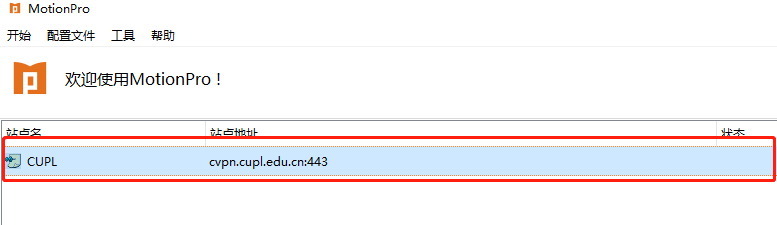 MotionPro
开始 配置文件 工具 帮助
欢迎使用MotionPro！
站点名 站点地址 状态
CUPL cvpn.cupl.edu.cn:443